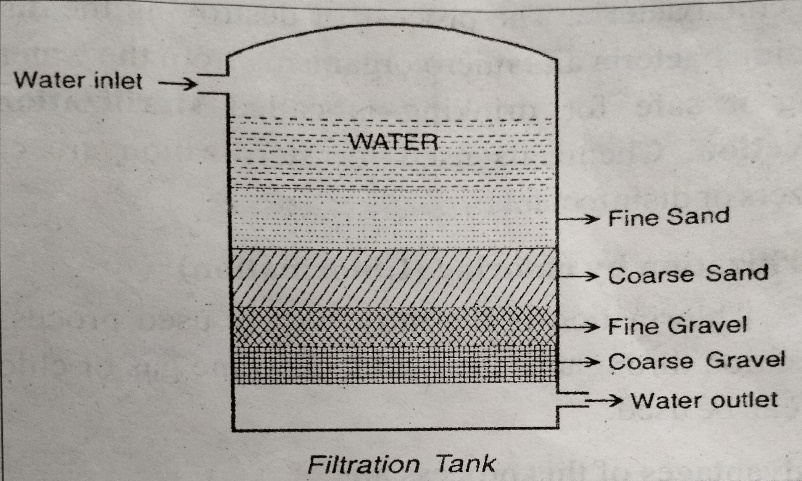 Water inlet
WATER
Fine Sand
Coarse Sand
Fine Gravel
Coarse Gravel
Water outlet
Filtration Tank